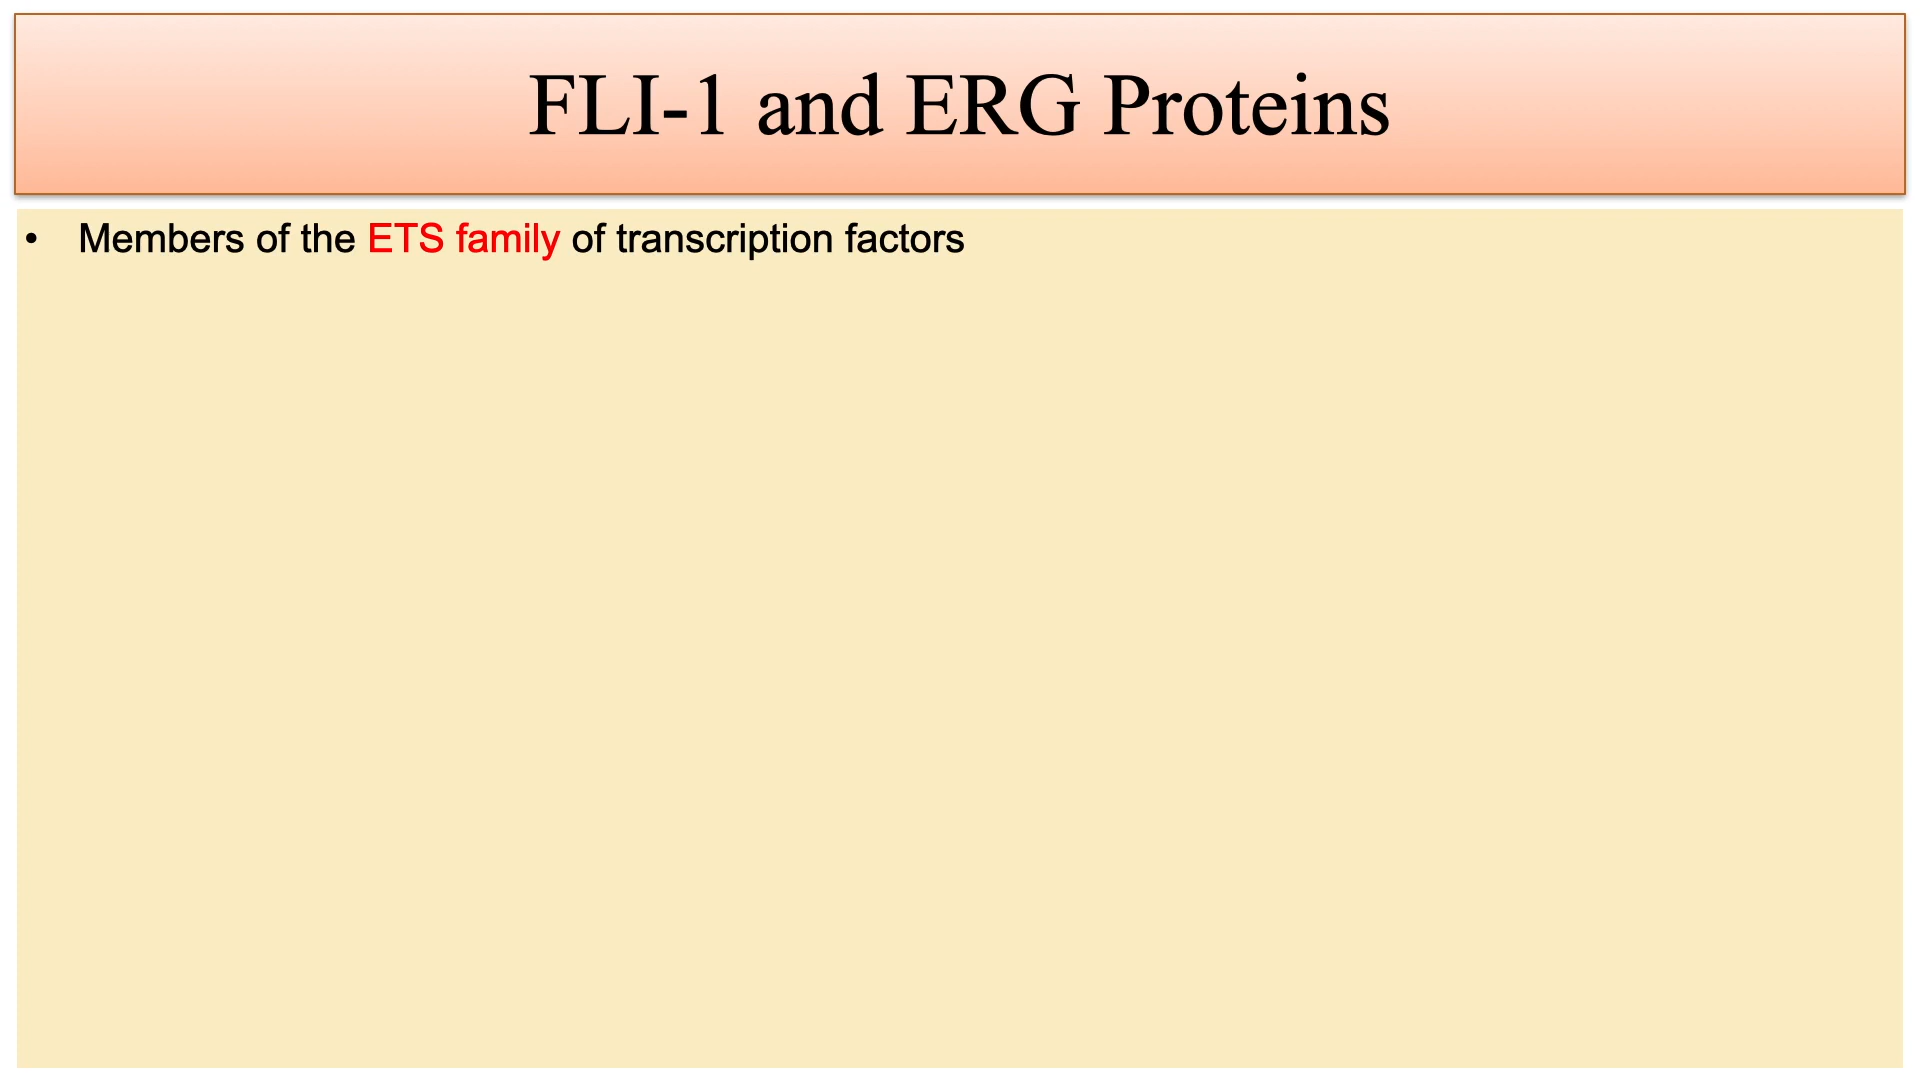 FLI-1 and ERG Proteins
• Members of the ETS family of transcription factors